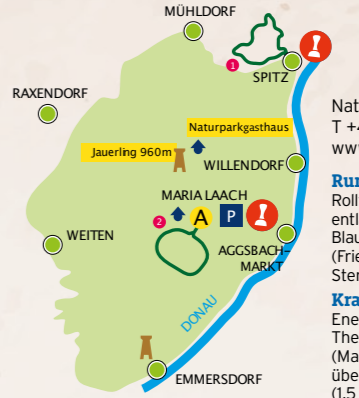 MÜHLDORF
1
SPITZ
RAXENDORF
Naturparkgasthaus
Jauerling 960m
WILLENDORF
MARIA LAACH
A
P
2
WEITEN
AGGSBACH-
MARKT
DONAU
EMMERSDORF
Nat
T +4
ww
Run
Roll
entl
Blau
(Frie
Ster
Kra
Ene
The
(Ma
übe
(1,5